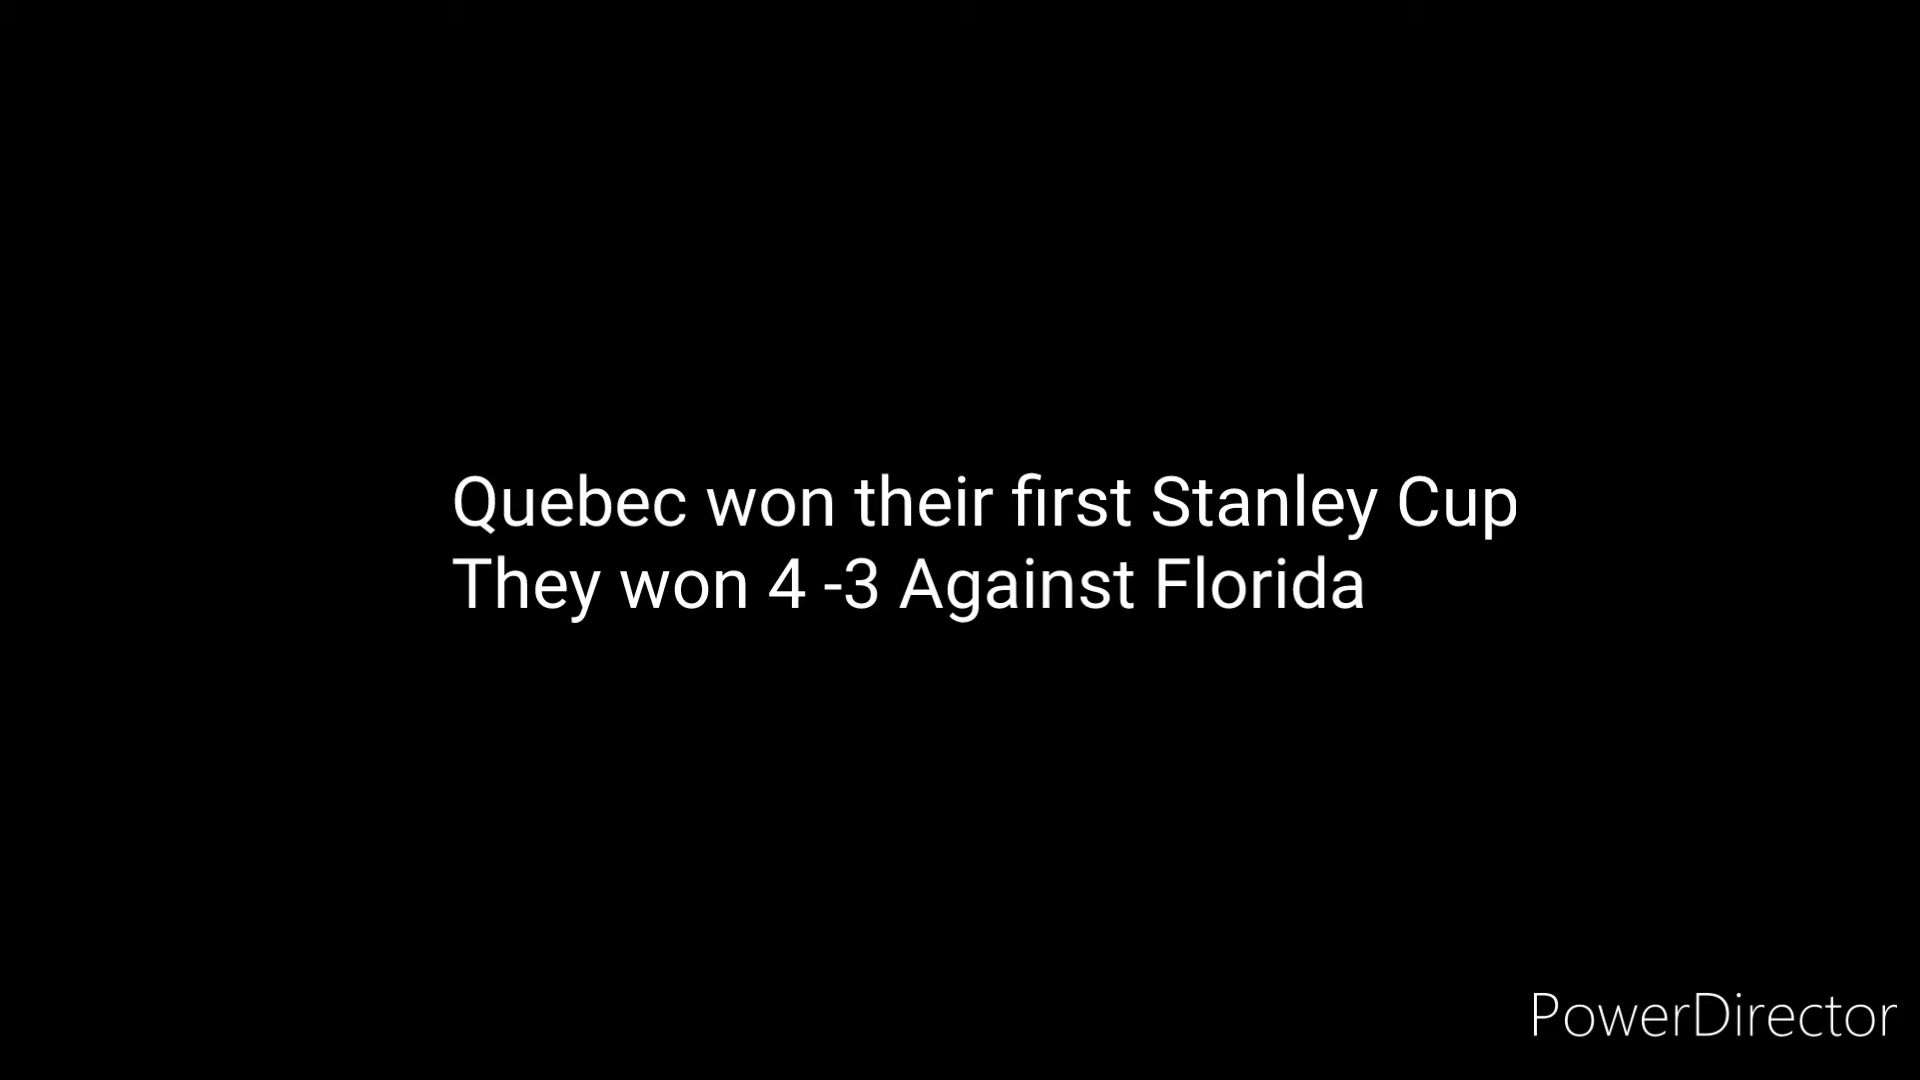 Quebec won their first Stanley Cup
They won 4 -3 Against Florida
PowerDirector